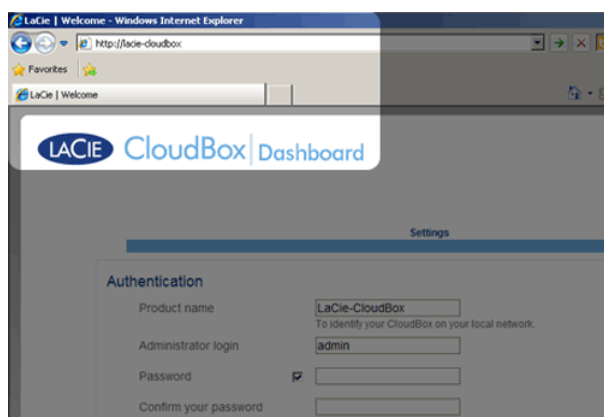 LaCie | Welcome - Windows Internet Explorer
http://lacie-cloudbox
Favorites
LaCie | Welcome
LACIE CloudBox | Dashboard
Settings
Authentication
Product name LaCie-CloudBox
To identify your CloudBox on your local network.
Administrator login admin
Password
Confirm your password